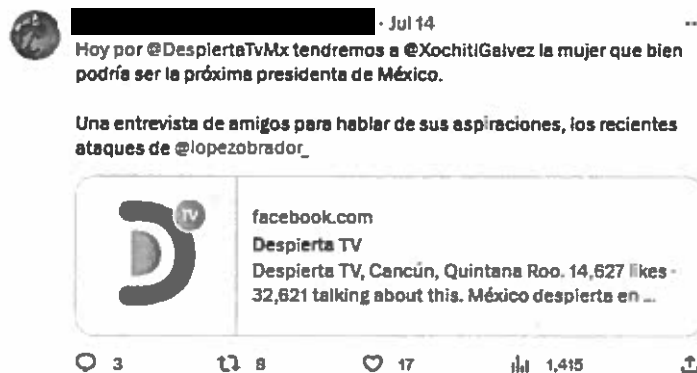 · Jul 14
Hoy por @DespiertaTvMx tendremos a @XochitlGalvez la mujer que bien
podría ser la próxima presidenta de México.
Una entrevista de amigos para hablar de sus aspiraciones, los recientes
ataques de @lopezobrador_
TV
facebook.com
Despierta TV
Despierta TV, Cancún, Quintana Roo. 14,627 likes ·
32,621 talking about this. México despierta en ...
3 8 17 1,415